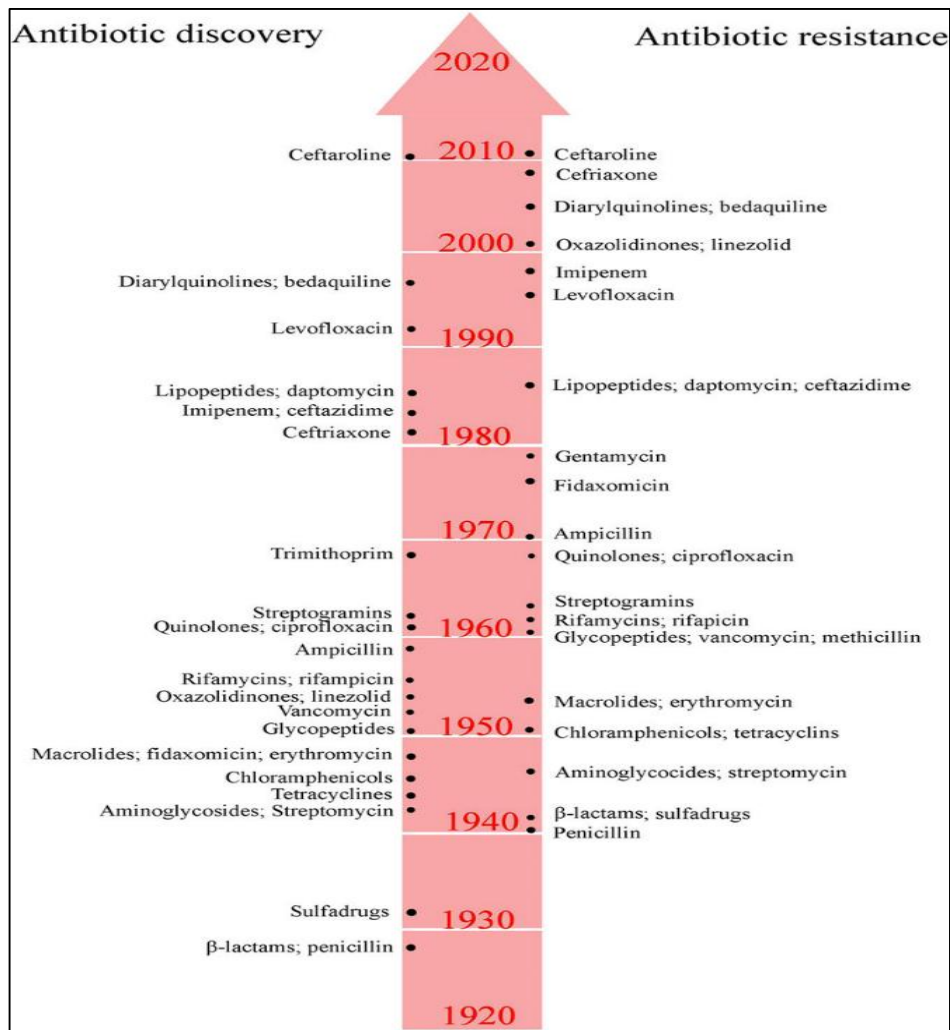 Antibiotic discovery
Antibiotic resistance
2020
2010
Ceftaroline
Ceftaroline
Cefriaxone
Diarylquinolines; bedaquiline
2000
Oxazolidinones; linezolid
Imipenem
Diarylquinolines; bedaquiline
Levofloxacin
Levofloxacin
1990
Lipopeptides; daptomycin; ceftazidime
Lipopeptides; daptomycin
Imipenem; ceftazidime
Ceftriaxone
1980
Gentamycin
Fidaxomicin
1970
Ampicillin
Trimithoprim
Quinolones; ciprofloxacin
Streptogramins
Streptogramins
Rifamycins; rifapicin
Quinolones; ciprofloxacin
1960
Glycopeptides; vancomycin; methicillin
Ampicillin
Rifamycins; rifampicin
Oxazolidinones; linezolid
Macrolides; erythromycin
Vancomycin
Glycopeptides
1950
Chloramphenicols; tetracyclins
Macrolides; fidaxomicin; erythromycin
Aminoglycocides; streptomycin
Chloramphenicols
Tetracyclines
Aminoglycosides; Streptomycin
1940
β-lactams; sulfadrugs
Penicillin
Sulfadrugs
1930
β-lactams; penicillin
1920